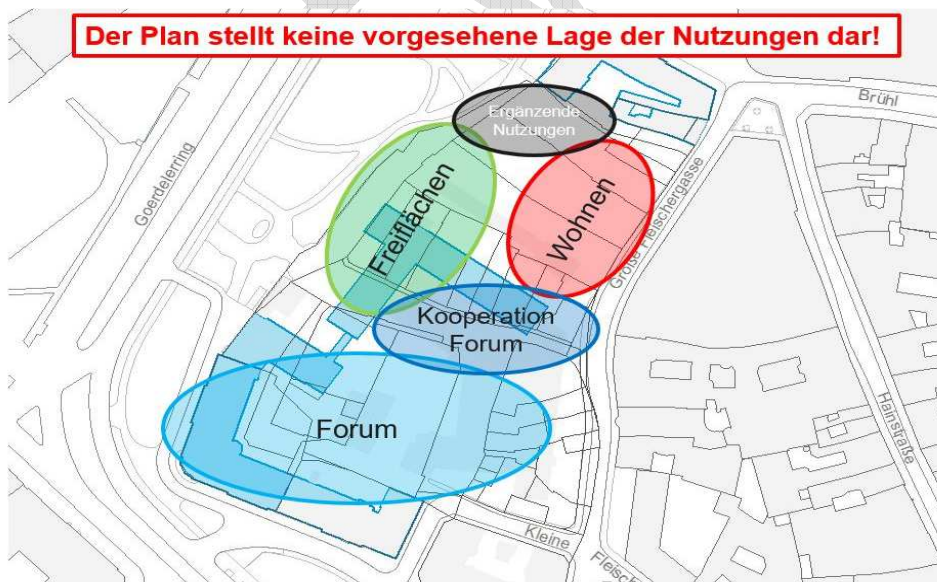 Der Plan stellt keine vorgesehene Lage der Nutzungen dar!
Brühl
Ergänzende
Nutzungen
Goerdelerring
Freiflächen
Wohnen
Große Fleischergasse
Kooperation
Forum
Forum
Hainstraße
Kleine
Fleisch